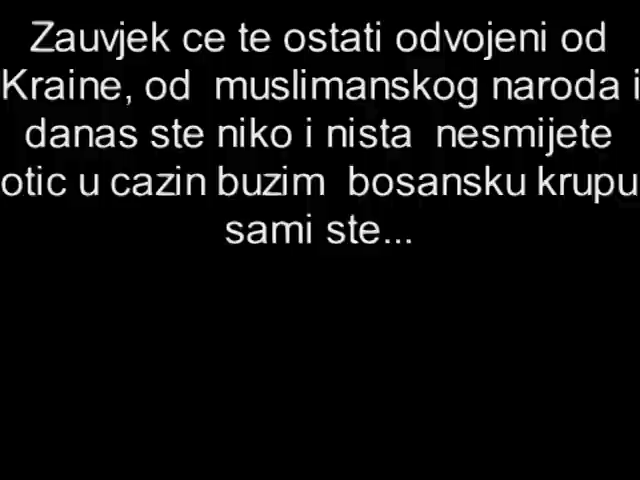 Zauvjek ce te ostati odvojeni od
Kraine, od muslimanskog naroda i
danas ste niko i nista nesmijete
otic u cazin buzim bosansku krupu
sami ste...